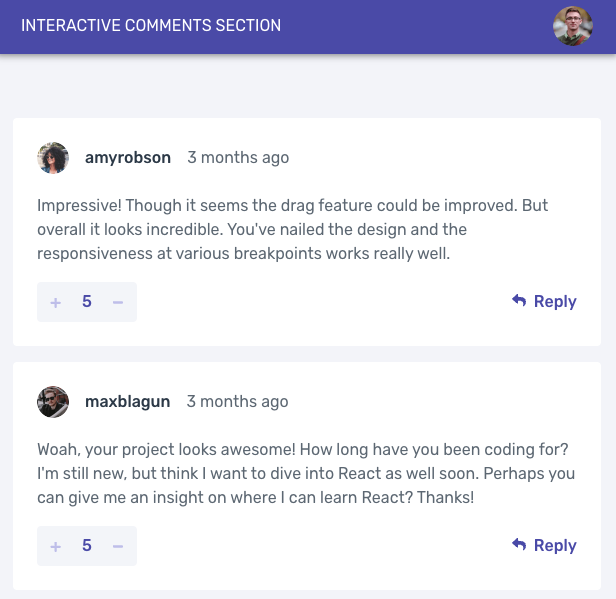 INTERACTIVE COMMENTS SECTION
amyrobson 3 months ago
Impressive! Though it seems the drag feature could be improved. But
overall it looks incredible. You've nailed the design and the
responsiveness at various breakpoints works really well.
+ 5 − Reply
maxblagun 3 months ago
Woah, your project looks awesome! How long have you been coding for?
I'm still new, but think I want to dive into React as well soon. Perhaps you
can give me an insight on where I can learn React? Thanks!
+ 5 − Reply